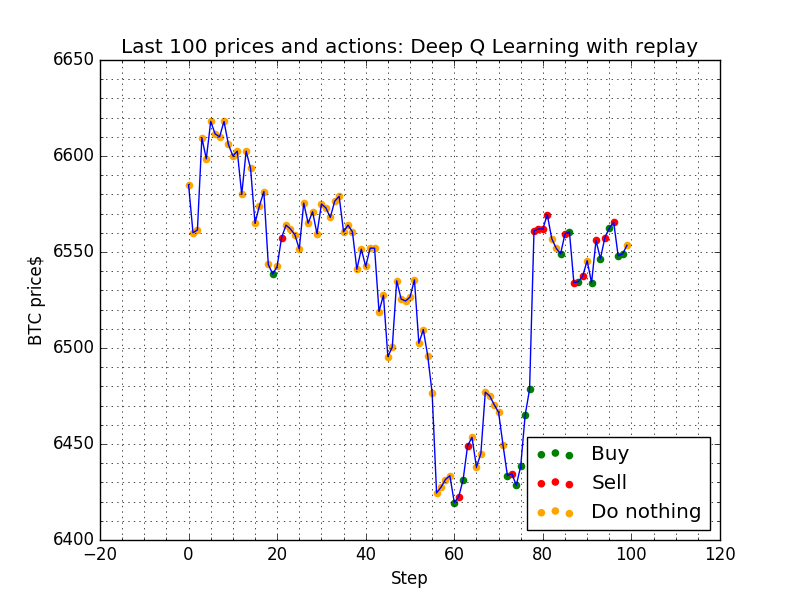 Last 100 prices and actions: Deep Q Learning with replay
BTC price$
6650
6600
6550
6500
6450
6400
−20
0
20
40
60
80
100
120
Step
Buy
Sell
Do nothing